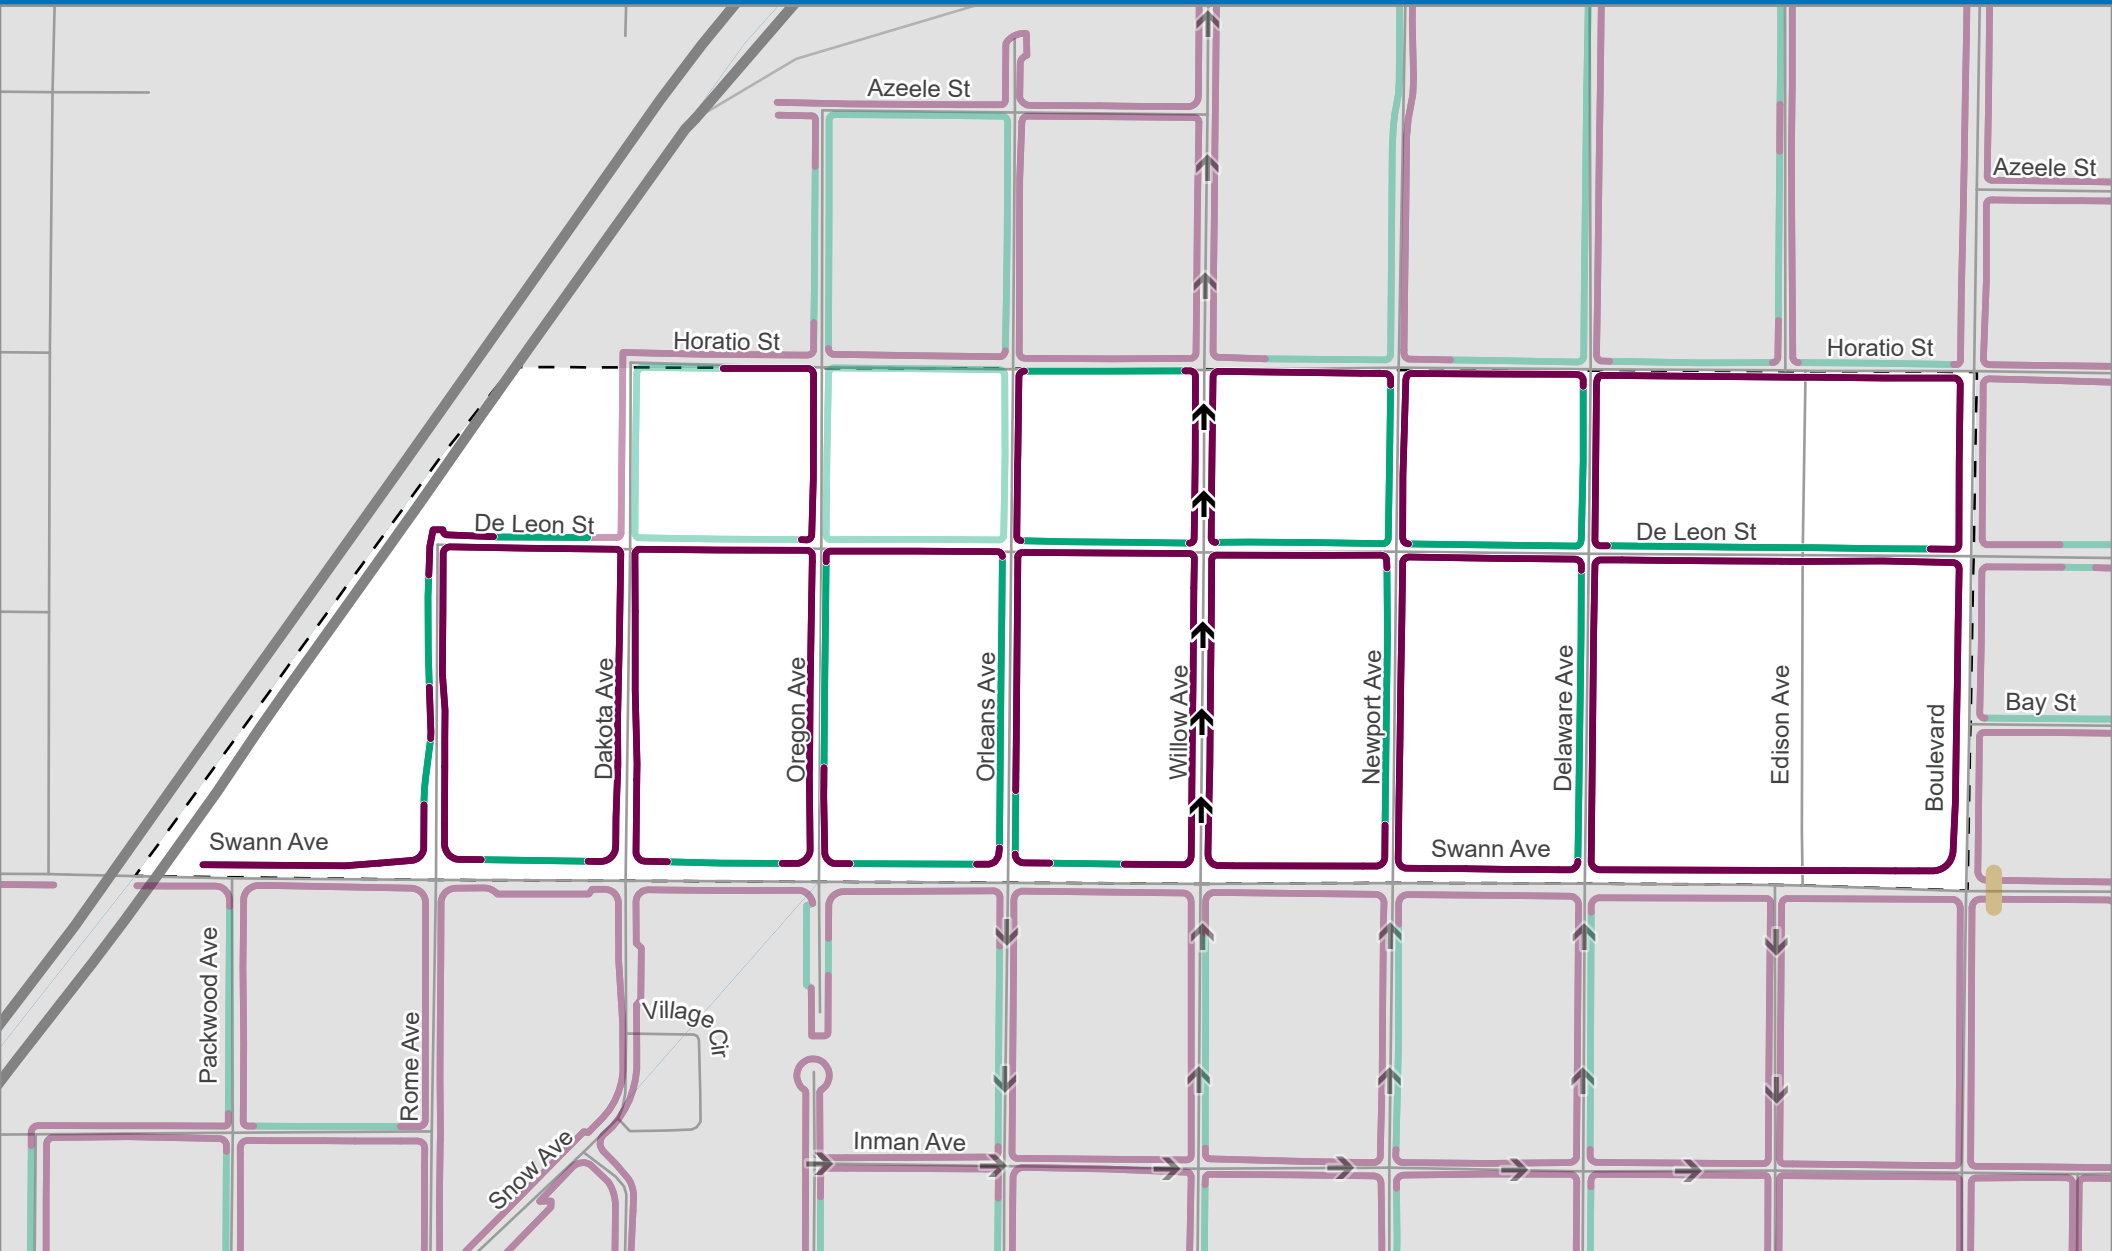 Azeele St
Azeele St
Horatio St
Horatio St
De Leon St
De Leon St
Dakota Ave
Oregon Ave
Orleans Ave
Willow Ave
Newport Ave
Delaware Ave
Edison Ave
Boulevard
Bay St
Swann Ave
Swann Ave
Packwood Ave
Rome Ave
Village Cir
Snow Ave
Inman Ave